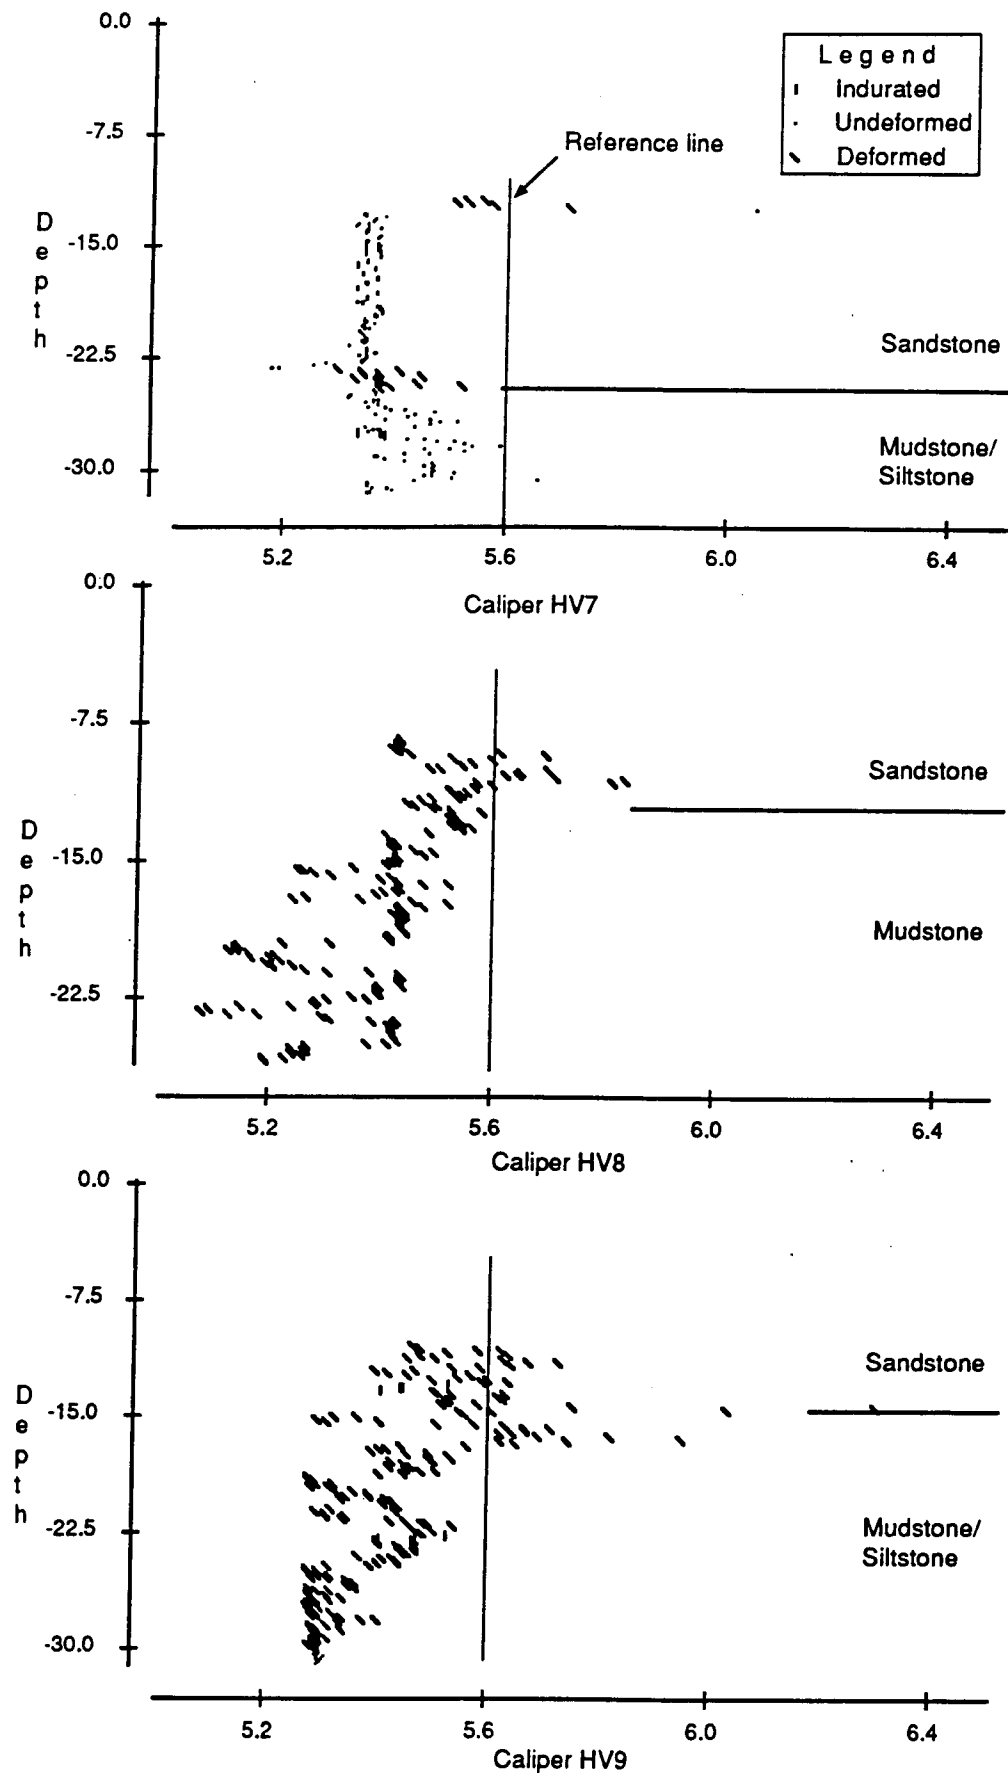 0.0
Legend
Indurated
Undeformed
Deformed
-7.5
Reference line
Depth
-15.0
-22.5
Sandstone
Mudstone/
Siltstone
-30.0
5.2
5.6
6.0
6.4
Caliper HV7
0.0
-7.5
Sandstone
Depth
-15.0
Mudstone
-22.5
5.2
5.6
6.0
6.4
Caliper HV8
0.0
-7.5
Sandstone
Depth
-15.0
-22.5
Mudstone/
Siltstone
-30.0
5.2
5.6
6.0
6.4
Caliper HV9